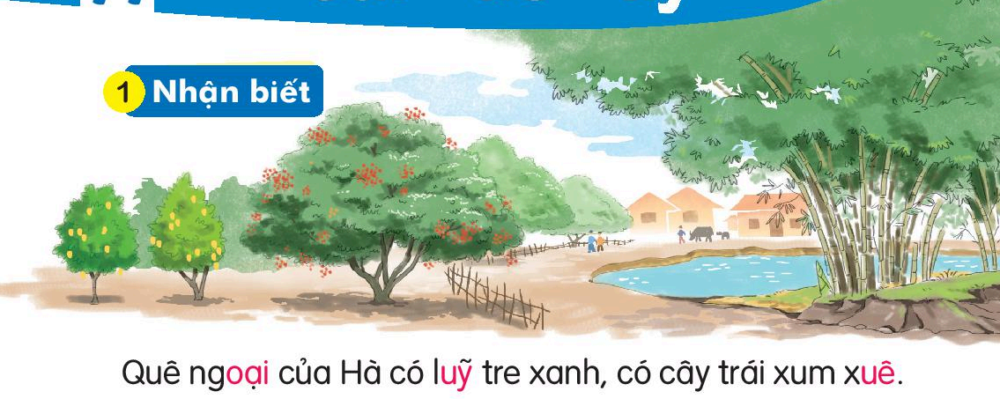 1 Nhận biết
Quê ngoại của Hà có luỹ tre xanh, có cây trái xum xuê.